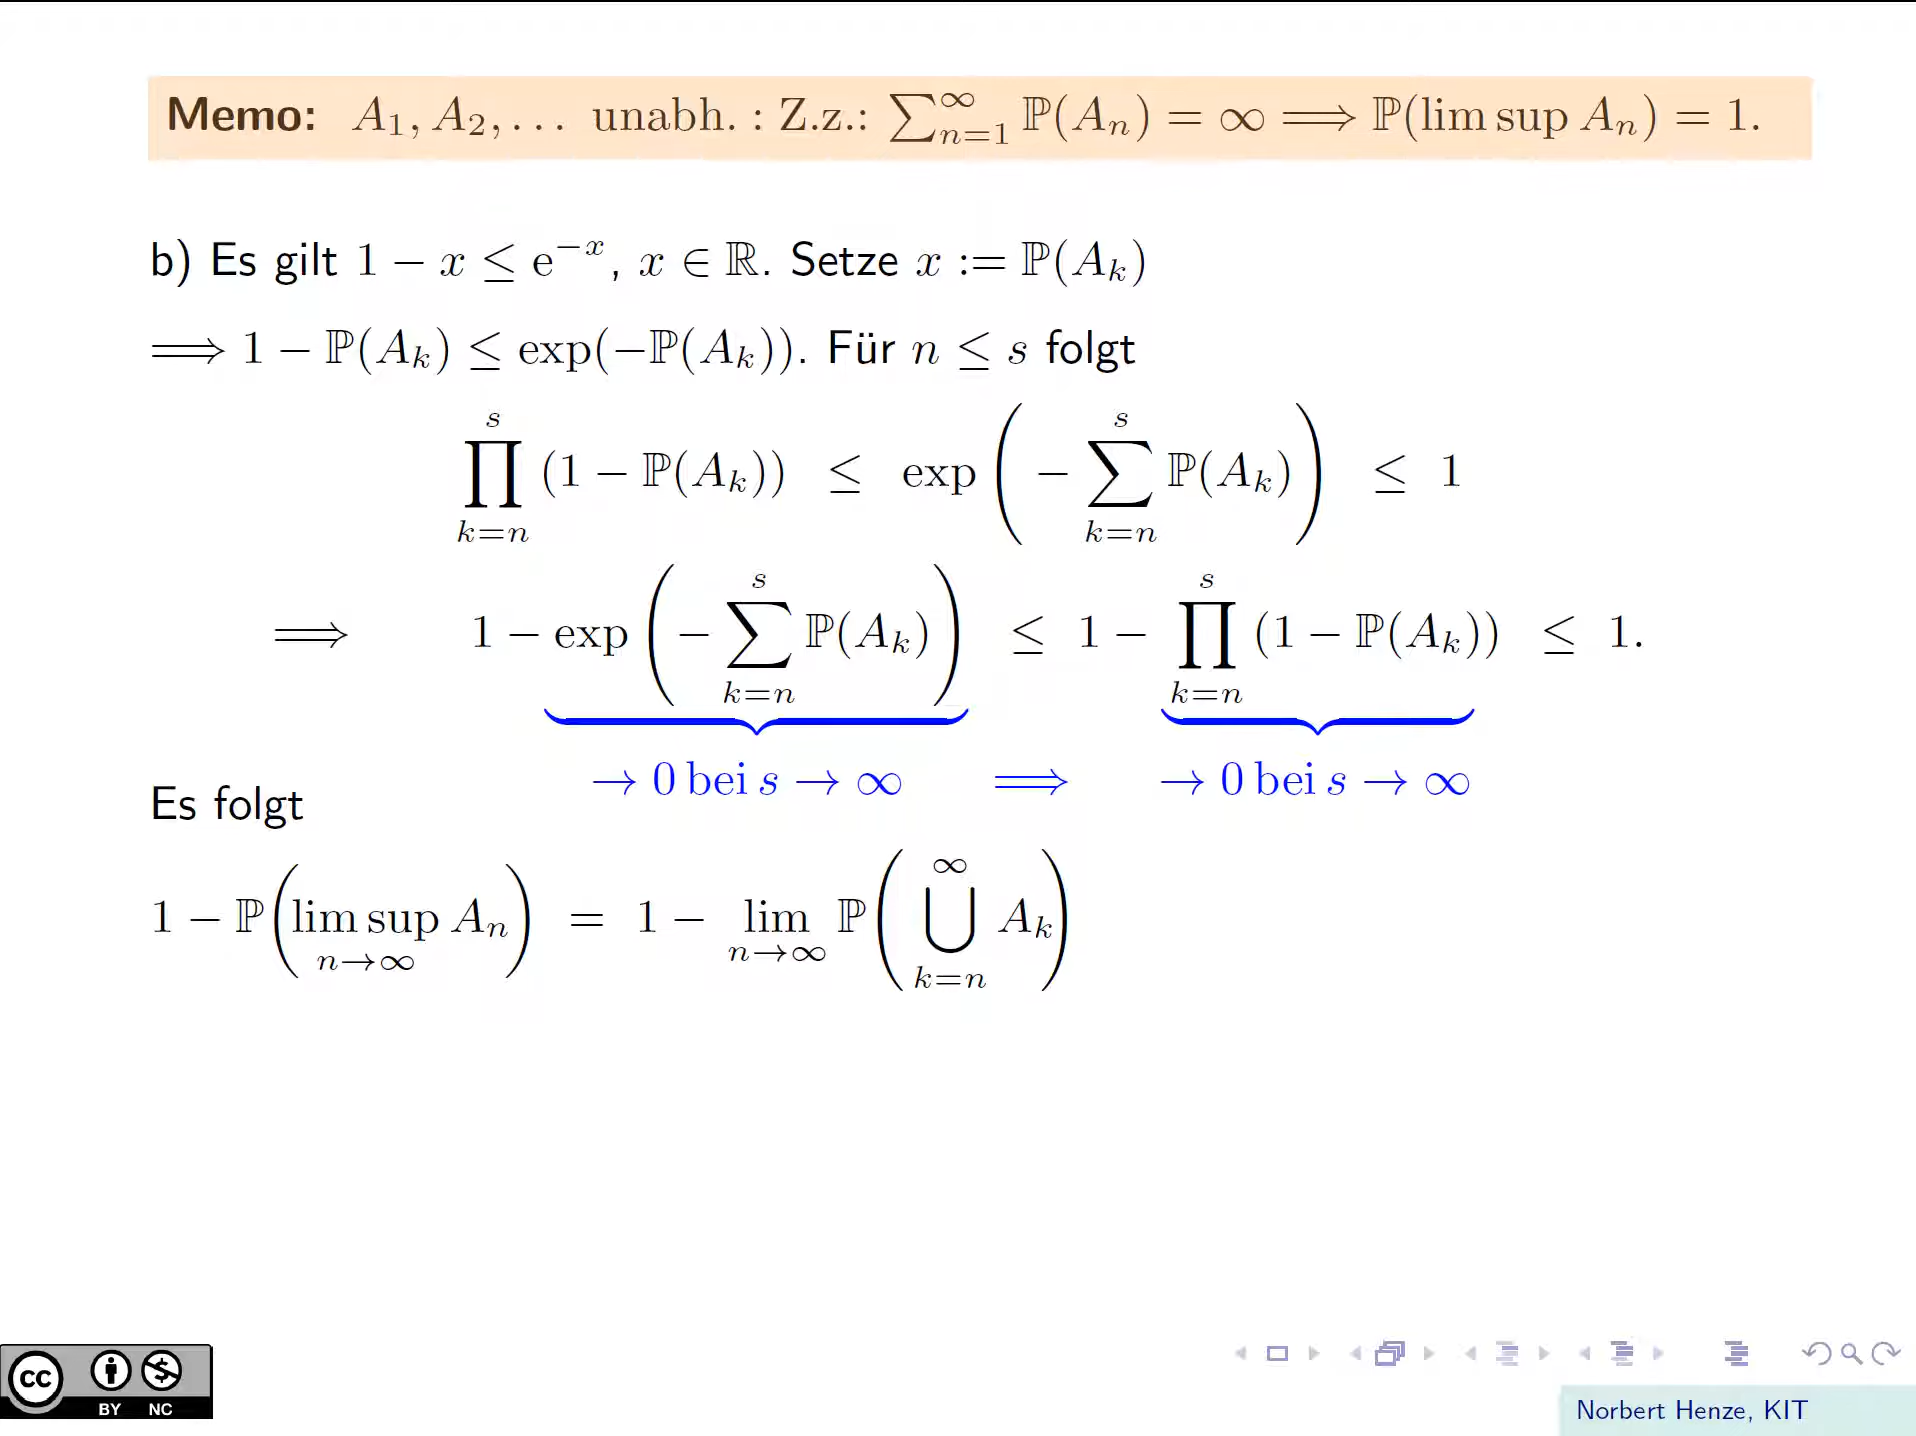 Memo: A₁, A₂, . . . unabh. : Z.z.: ∑_{n=1}^{∞} ℙ(Aₙ) = ∞ ⟹ ℙ(lim sup Aₙ) = 1.
b) Es gilt 1 − x ≤ e^{−x}, x ∈ ℝ. Setze x := ℙ(A_k)
⟹ 1 − ℙ(A_k) ≤ exp(−ℙ(A_k)). Für n ≤ s folgt
∏_{k=n}^{s} (1 − ℙ(A_k)) ≤ exp(− ∑_{k=n}^{s} ℙ(A_k)) ≤ 1
⟹ 1 − exp(− ∑_{k=n}^{s} ℙ(A_k)) ≤ 1 − ∏_{k=n}^{s} (1 − ℙ(A_k)) ≤ 1.
→ 0 bei s → ∞ ⟹ → 0 bei s → ∞
Es folgt
1 − ℙ(lim sup_{n→∞} Aₙ) = 1 − lim_{n→∞} ℙ(⋃_{k=n}^{∞} A_k)
cc BY NC
Norbert Henze, KIT